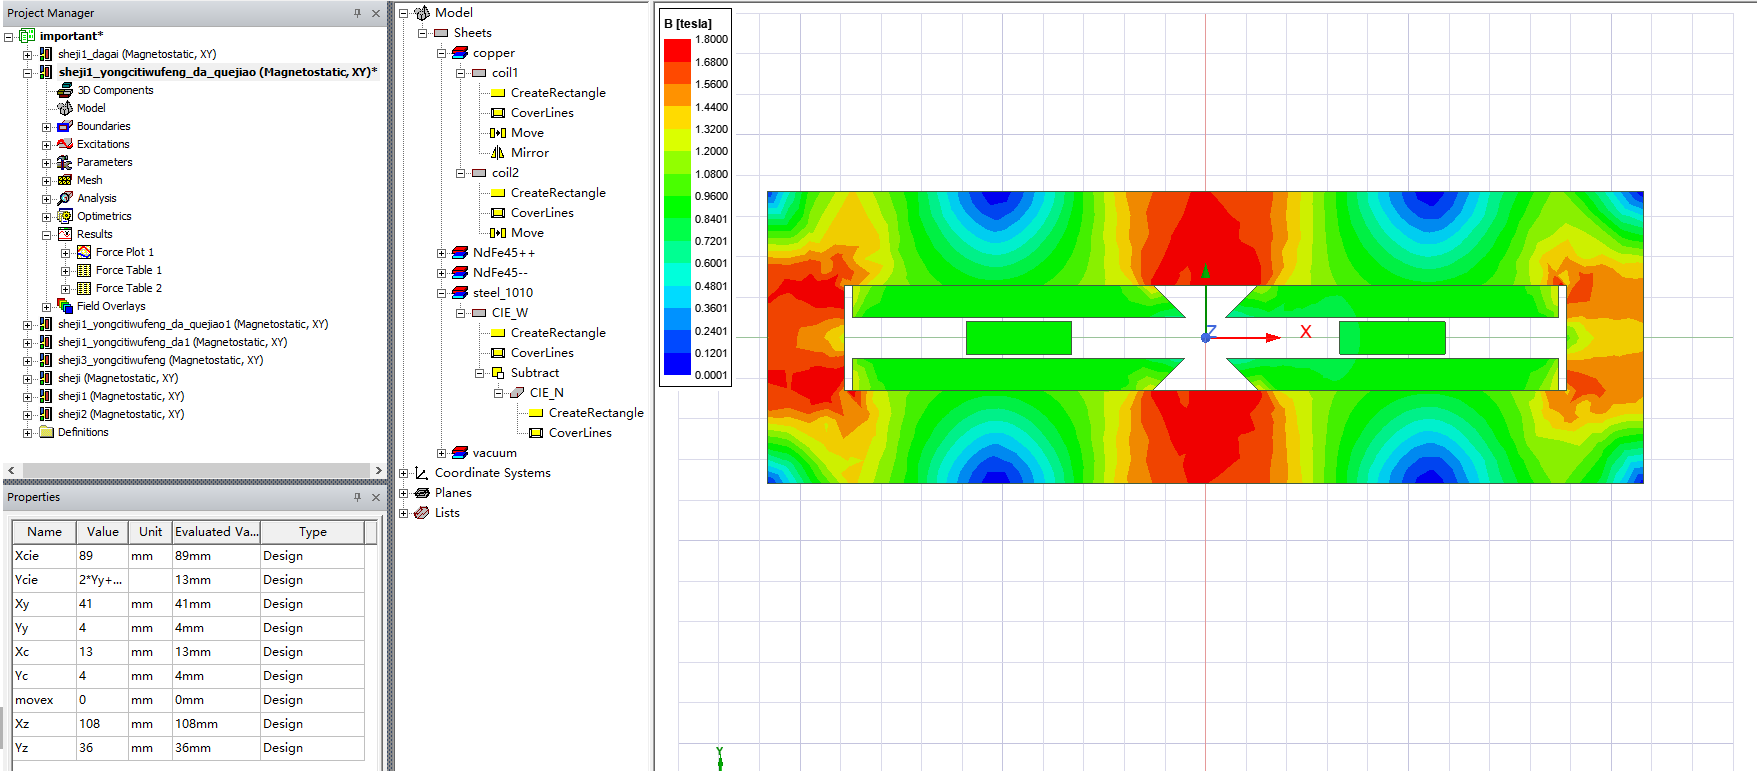 Project Manager
important*
sheji1_dagai (Magnetostatic, XY)
sheji1_yongcitiwufeng_da_quejiao (Magnetostatic, XY)*
3D Components
Model
Boundaries
Excitations
Parameters
Mesh
Analysis
Optimetrics
Results
Force Plot 1
Force Table 1
Force Table 2
Field Overlays
sheji1_yongcitiwufeng_da_quejiao1 (Magnetostatic, XY)
sheji1_yongcitiwufeng_da1 (Magnetostatic, XY)
sheji3_yongcitiwufeng (Magnetostatic, XY)
sheji (Magnetostatic, XY)
sheji1 (Magnetostatic, XY)
sheji2 (Magnetostatic, XY)
Definitions
Properties
Name Value Unit Evaluated Va... Type
Xcie 89 mm 89mm Design
Ycie 2*Yy+... 13mm Design
Xy 41 mm 41mm Design
Yy 4 mm 4mm Design
Xc 13 mm 13mm Design
Yc 4 mm 4mm Design
movex 0 mm 0mm Design
Xz 108 mm 108mm Design
Yz 36 mm 36mm Design
Model
Sheets
copper
coil1
CreateRectangle
CoverLines
Move
Mirror
coil2
CreateRectangle
CoverLines
Move
NdFe45++
NdFe45--
steel_1010
CIE_W
CreateRectangle
CoverLines
Subtract
CIE_N
CreateRectangle
CoverLines
vacuum
Coordinate Systems
Planes
Lists
B [tesla]
1.8000
1.6800
1.5600
1.4400
1.3200
1.2000
1.0800
0.9600
0.8401
0.7201
0.6001
0.4801
0.3601
0.2401
0.1201
0.0001
Z
X
Y